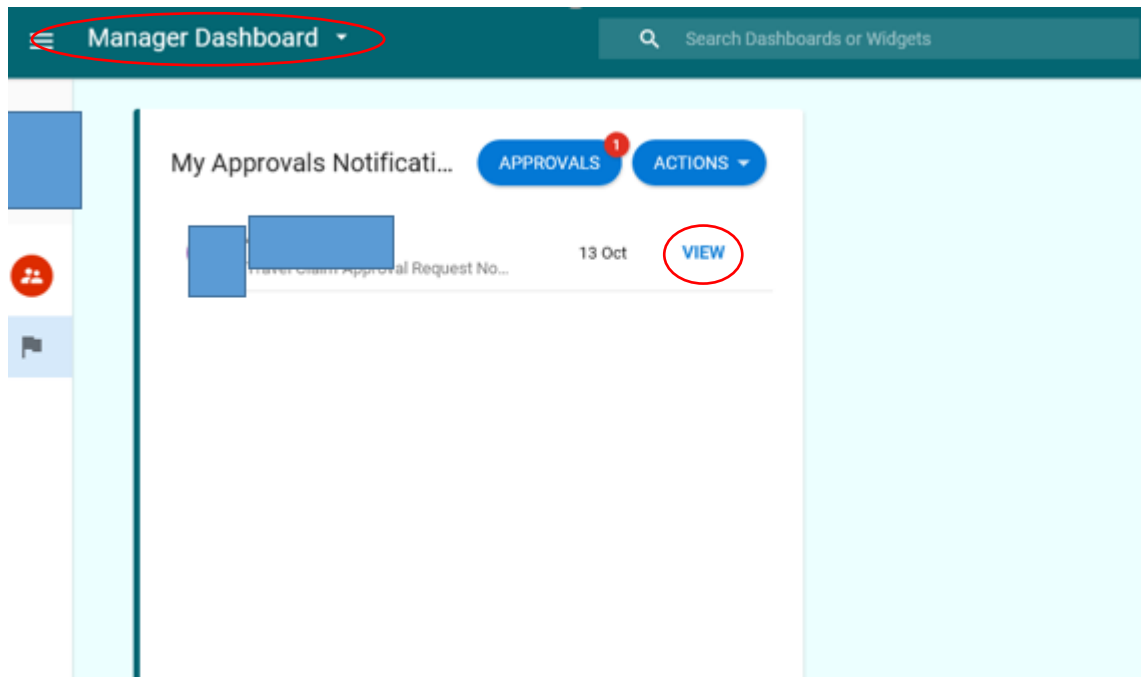 Manager Dashboard
Search Dashboards or Widgets
My Approvals Notificati...
APPROVALS
1
ACTIONS
13 Oct
VIEW
Travel Claim Approval Request No...